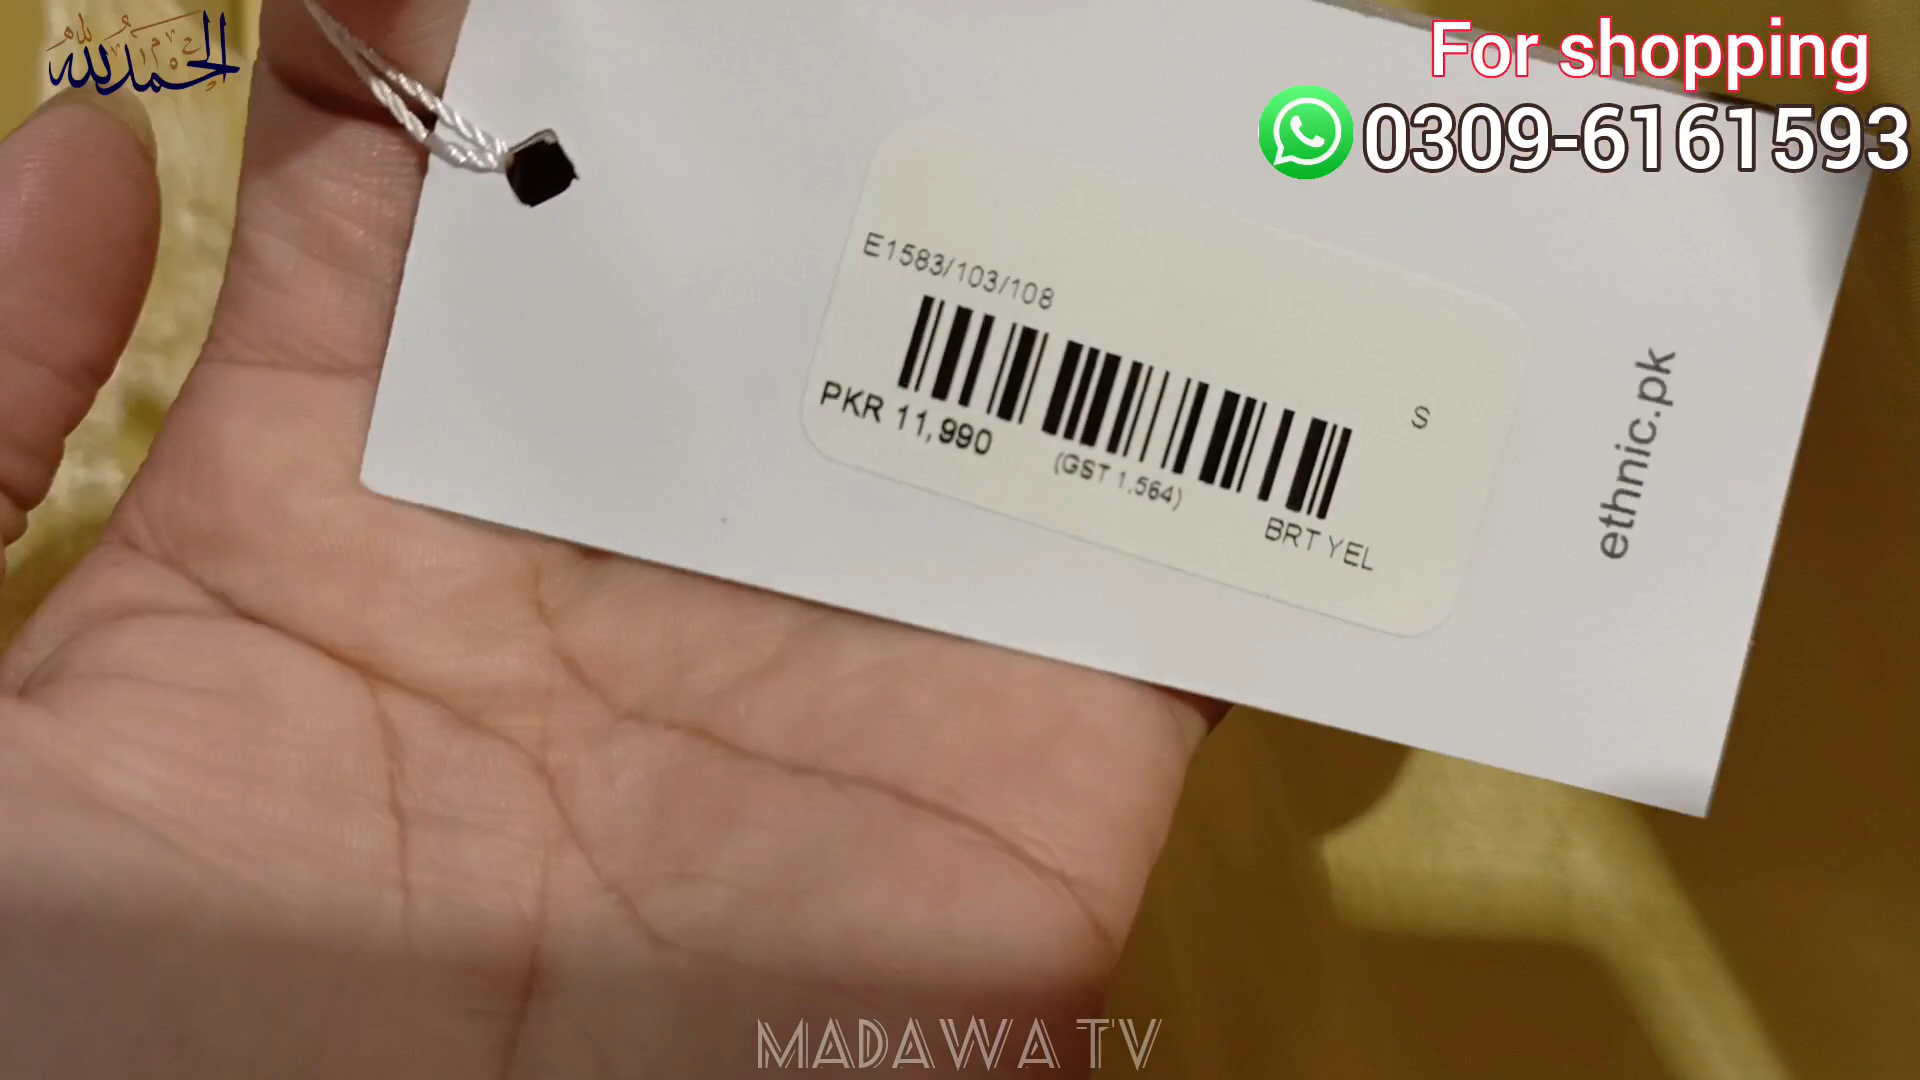 الحمدلله
For shopping
0309-6161593
E1583/103/108
S
PKR 11,990
(GST 1,564)
BRT YEL
ethnic.pk
MADAWA TV